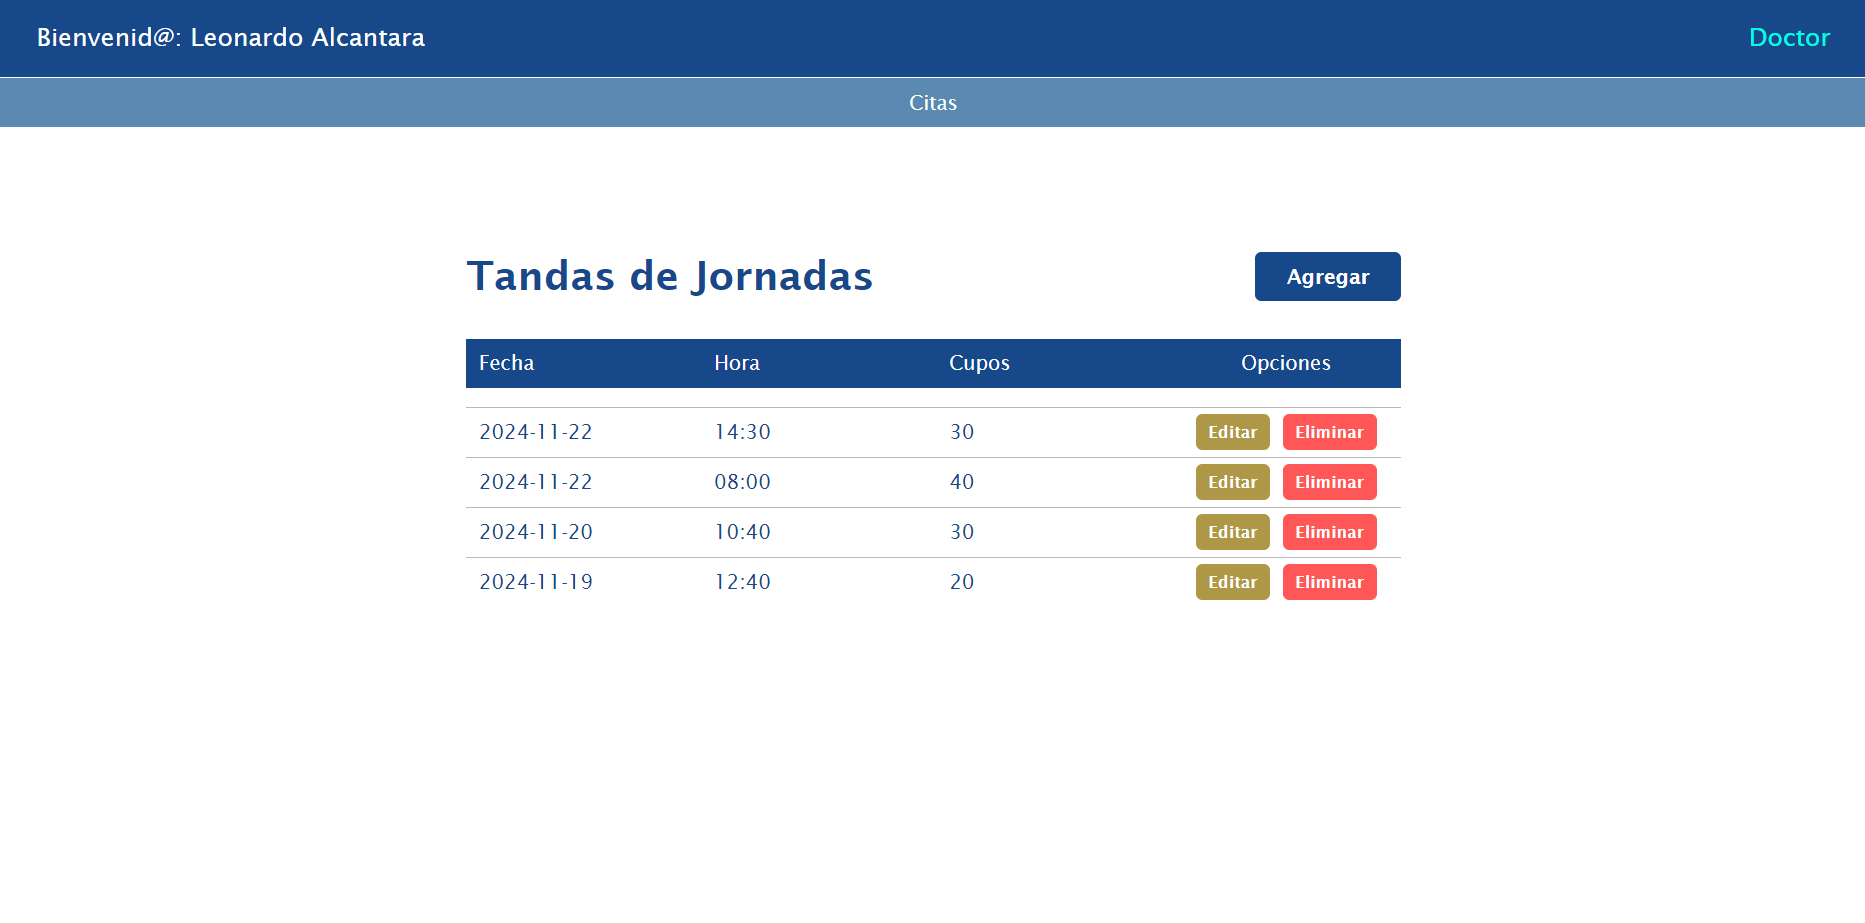 Bienvenid@: Leonardo Alcantara Doctor
Citas
Tandas de Jornadas Agregar
Fecha Hora Cupos Opciones
2024-11-22 14:30 30 Editar Eliminar
2024-11-22 08:00 40 Editar Eliminar
2024-11-20 10:40 30 Editar Eliminar
2024-11-19 12:40 20 Editar Eliminar